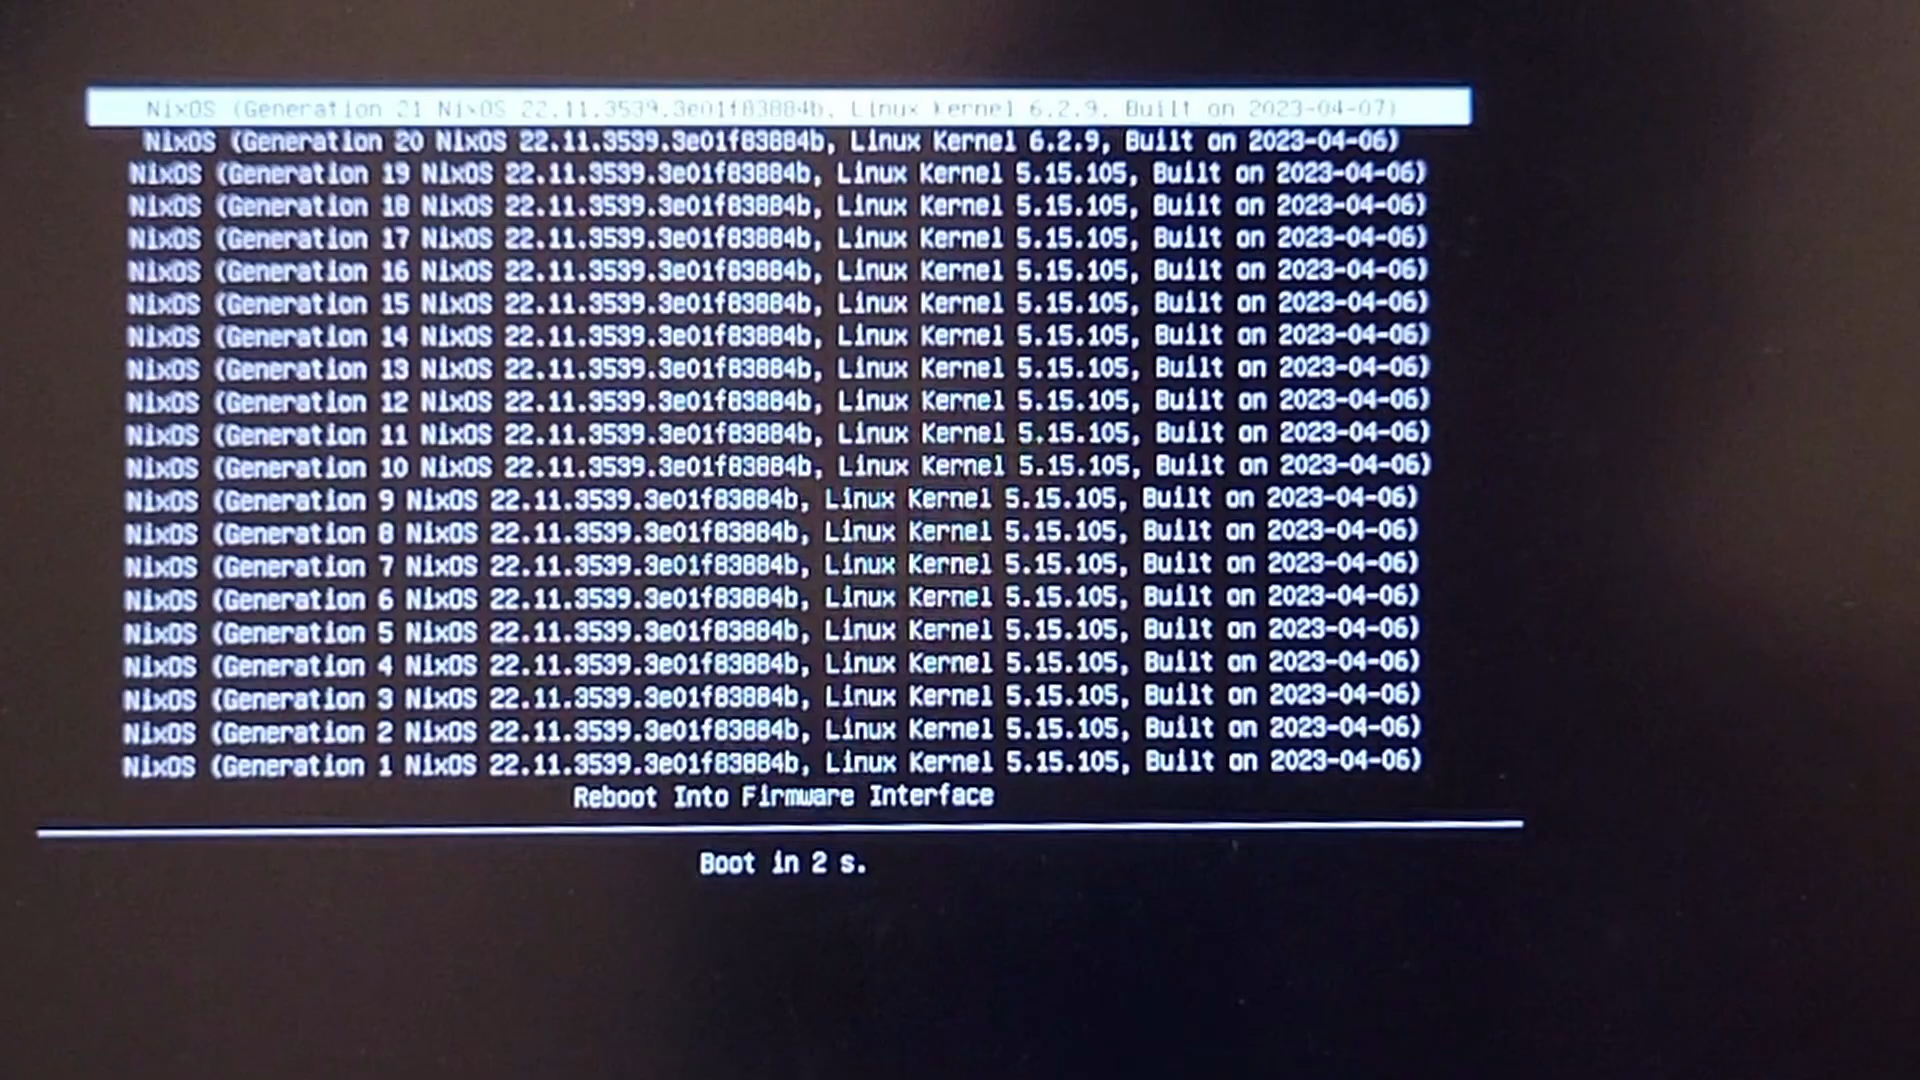 NixOS (Generation 21 NixOS 22.11.3539.3e01f83884b, Linux Kernel 6.2.9, Built on 2023-04-07)
NixOS (Generation 20 NixOS 22.11.3539.3e01f83884b, Linux Kernel 6.2.9, Built on 2023-04-06)
NixOS (Generation 19 NixOS 22.11.3539.3e01f83884b, Linux Kernel 5.15.105, Built on 2023-04-06)
NixOS (Generation 18 NixOS 22.11.3539.3e01f83884b, Linux Kernel 5.15.105, Built on 2023-04-06)
NixOS (Generation 17 NixOS 22.11.3539.3e01f83884b, Linux Kernel 5.15.105, Built on 2023-04-06)
NixOS (Generation 16 NixOS 22.11.3539.3e01f83884b, Linux Kernel 5.15.105, Built on 2023-04-06)
NixOS (Generation 15 NixOS 22.11.3539.3e01f83884b, Linux Kernel 5.15.105, Built on 2023-04-06)
NixOS (Generation 14 NixOS 22.11.3539.3e01f83884b, Linux Kernel 5.15.105, Built on 2023-04-06)
NixOS (Generation 13 NixOS 22.11.3539.3e01f83884b, Linux Kernel 5.15.105, Built on 2023-04-06)
NixOS (Generation 12 NixOS 22.11.3539.3e01f83884b, Linux Kernel 5.15.105, Built on 2023-04-06)
NixOS (Generation 11 NixOS 22.11.3539.3e01f83884b, Linux Kernel 5.15.105, Built on 2023-04-06)
NixOS (Generation 10 NixOS 22.11.3539.3e01f83884b, Linux Kernel 5.15.105, Built on 2023-04-06)
NixOS (Generation 9 NixOS 22.11.3539.3e01f83884b, Linux Kernel 5.15.105, Built on 2023-04-06)
NixOS (Generation 8 NixOS 22.11.3539.3e01f83884b, Linux Kernel 5.15.105, Built on 2023-04-06)
NixOS (Generation 7 NixOS 22.11.3539.3e01f83884b, Linux Kernel 5.15.105, Built on 2023-04-06)
NixOS (Generation 6 NixOS 22.11.3539.3e01f83884b, Linux Kernel 5.15.105, Built on 2023-04-06)
NixOS (Generation 5 NixOS 22.11.3539.3e01f83884b, Linux Kernel 5.15.105, Built on 2023-04-06)
NixOS (Generation 4 NixOS 22.11.3539.3e01f83884b, Linux Kernel 5.15.105, Built on 2023-04-06)
NixOS (Generation 3 NixOS 22.11.3539.3e01f83884b, Linux Kernel 5.15.105, Built on 2023-04-06)
NixOS (Generation 2 NixOS 22.11.3539.3e01f83884b, Linux Kernel 5.15.105, Built on 2023-04-06)
NixOS (Generation 1 NixOS 22.11.3539.3e01f83884b, Linux Kernel 5.15.105, Built on 2023-04-06)
Reboot Into Firmware Interface
Boot in 2 s.